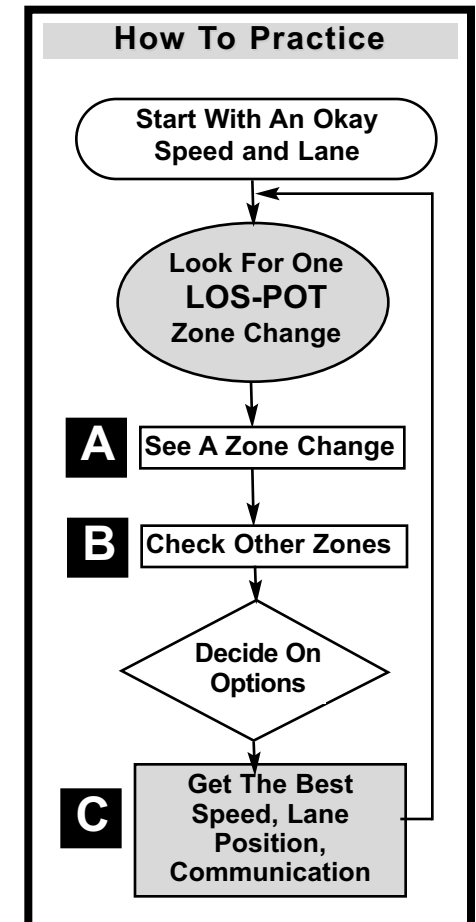 How To Practice
Start With An Okay
Speed and Lane
Look For One
LOS-POT
Zone Change
A
See A Zone Change
B
Check Other Zones
Decide On
Options
C
Get The Best
Speed, Lane
Position,
Communication